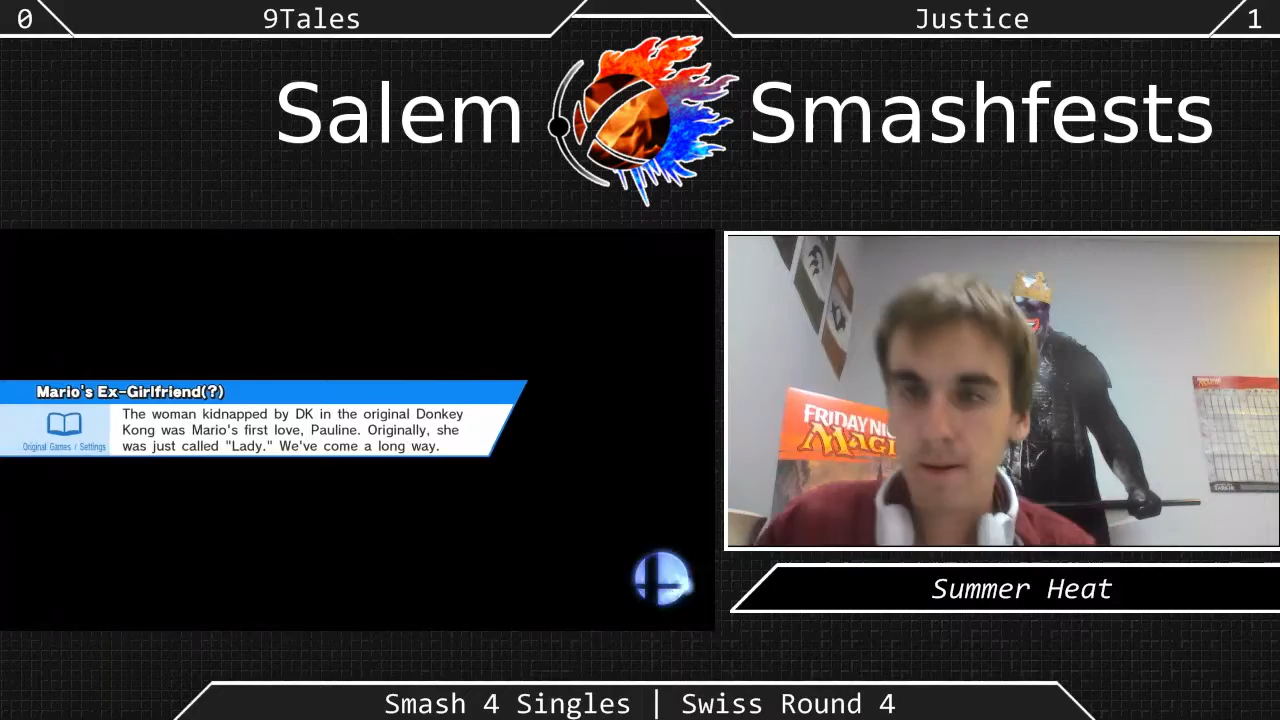 0
9Tales
Justice
1
Salem Smashfests
Mario's Ex-Girlfriend(?)
Original Games / Settings
The woman kidnapped by DK in the original Donkey
Kong was Mario's first love, Pauline. Originally, she
was just called "Lady." We've come a long way.
FRIDAY NI
MAGI
Summer Heat
Smash 4 Singles | Swiss Round 4